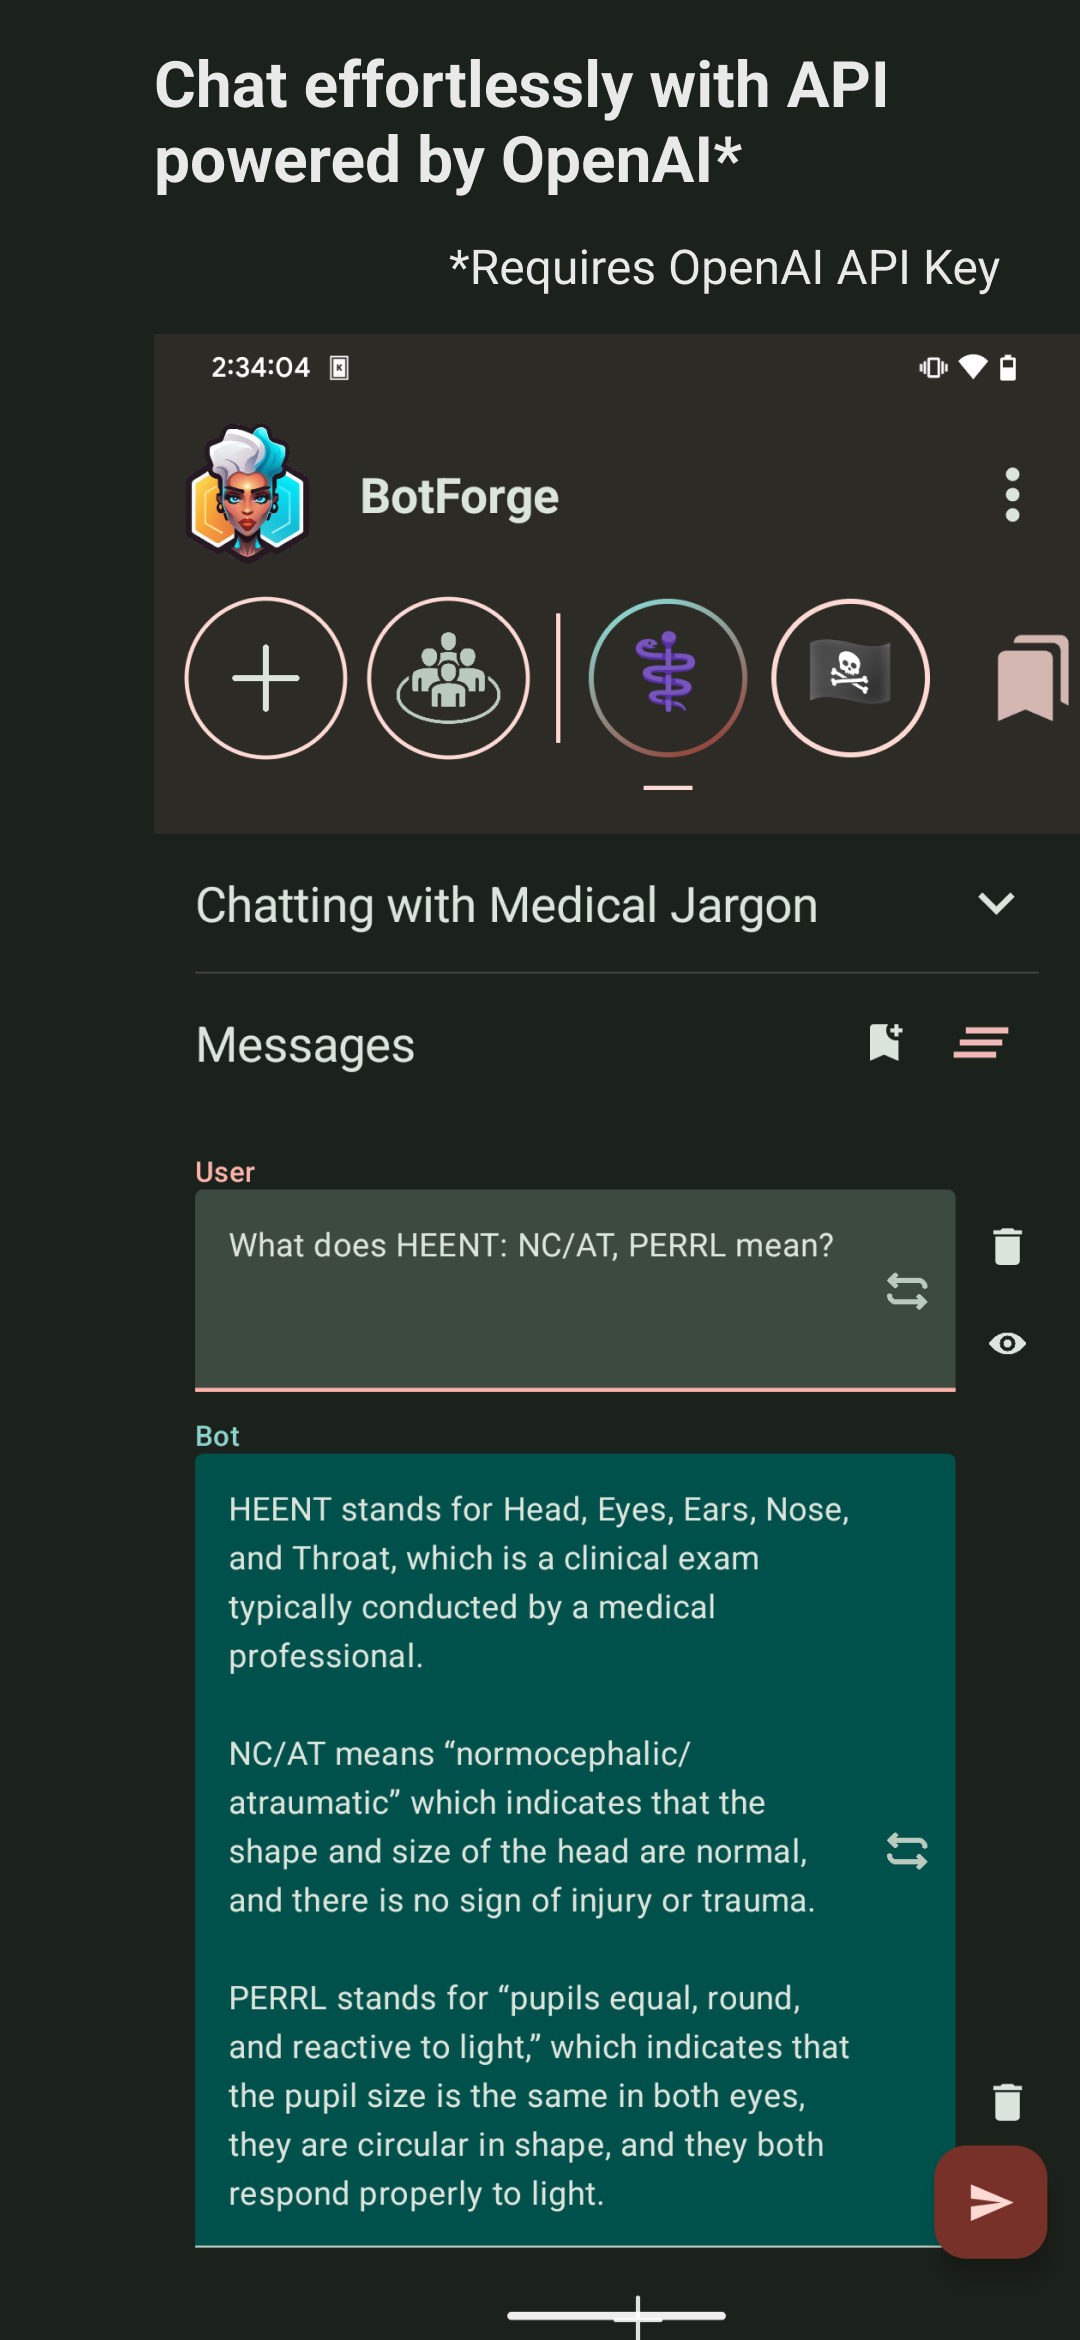 Chat effortlessly with API
powered by OpenAI*
*Requires OpenAI API Key
2:34:04
BotForge
Chatting with Medical Jargon
Messages
User
What does HEENT: NC/AT, PERRL mean?
Bot
HEENT stands for Head, Eyes, Ears, Nose,
and Throat, which is a clinical exam
typically conducted by a medical
professional.
NC/AT means “normocephalic/
atraumatic” which indicates that the
shape and size of the head are normal,
and there is no sign of injury or trauma.
PERRL stands for “pupils equal, round,
and reactive to light,” which indicates that
the pupil size is the same in both eyes,
they are circular in shape, and they both
respond properly to light.